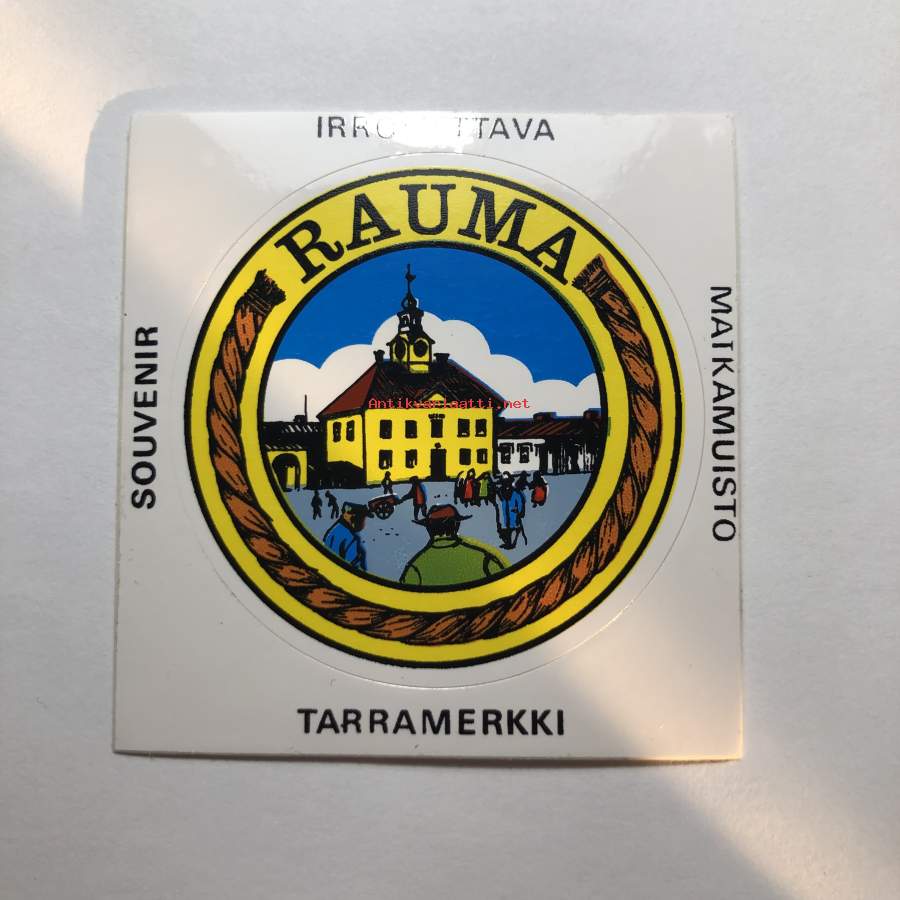 RAUMA
SOUVENIR
MATKAMUISTO
TARRAMERKKI
Antikvariaatti.net